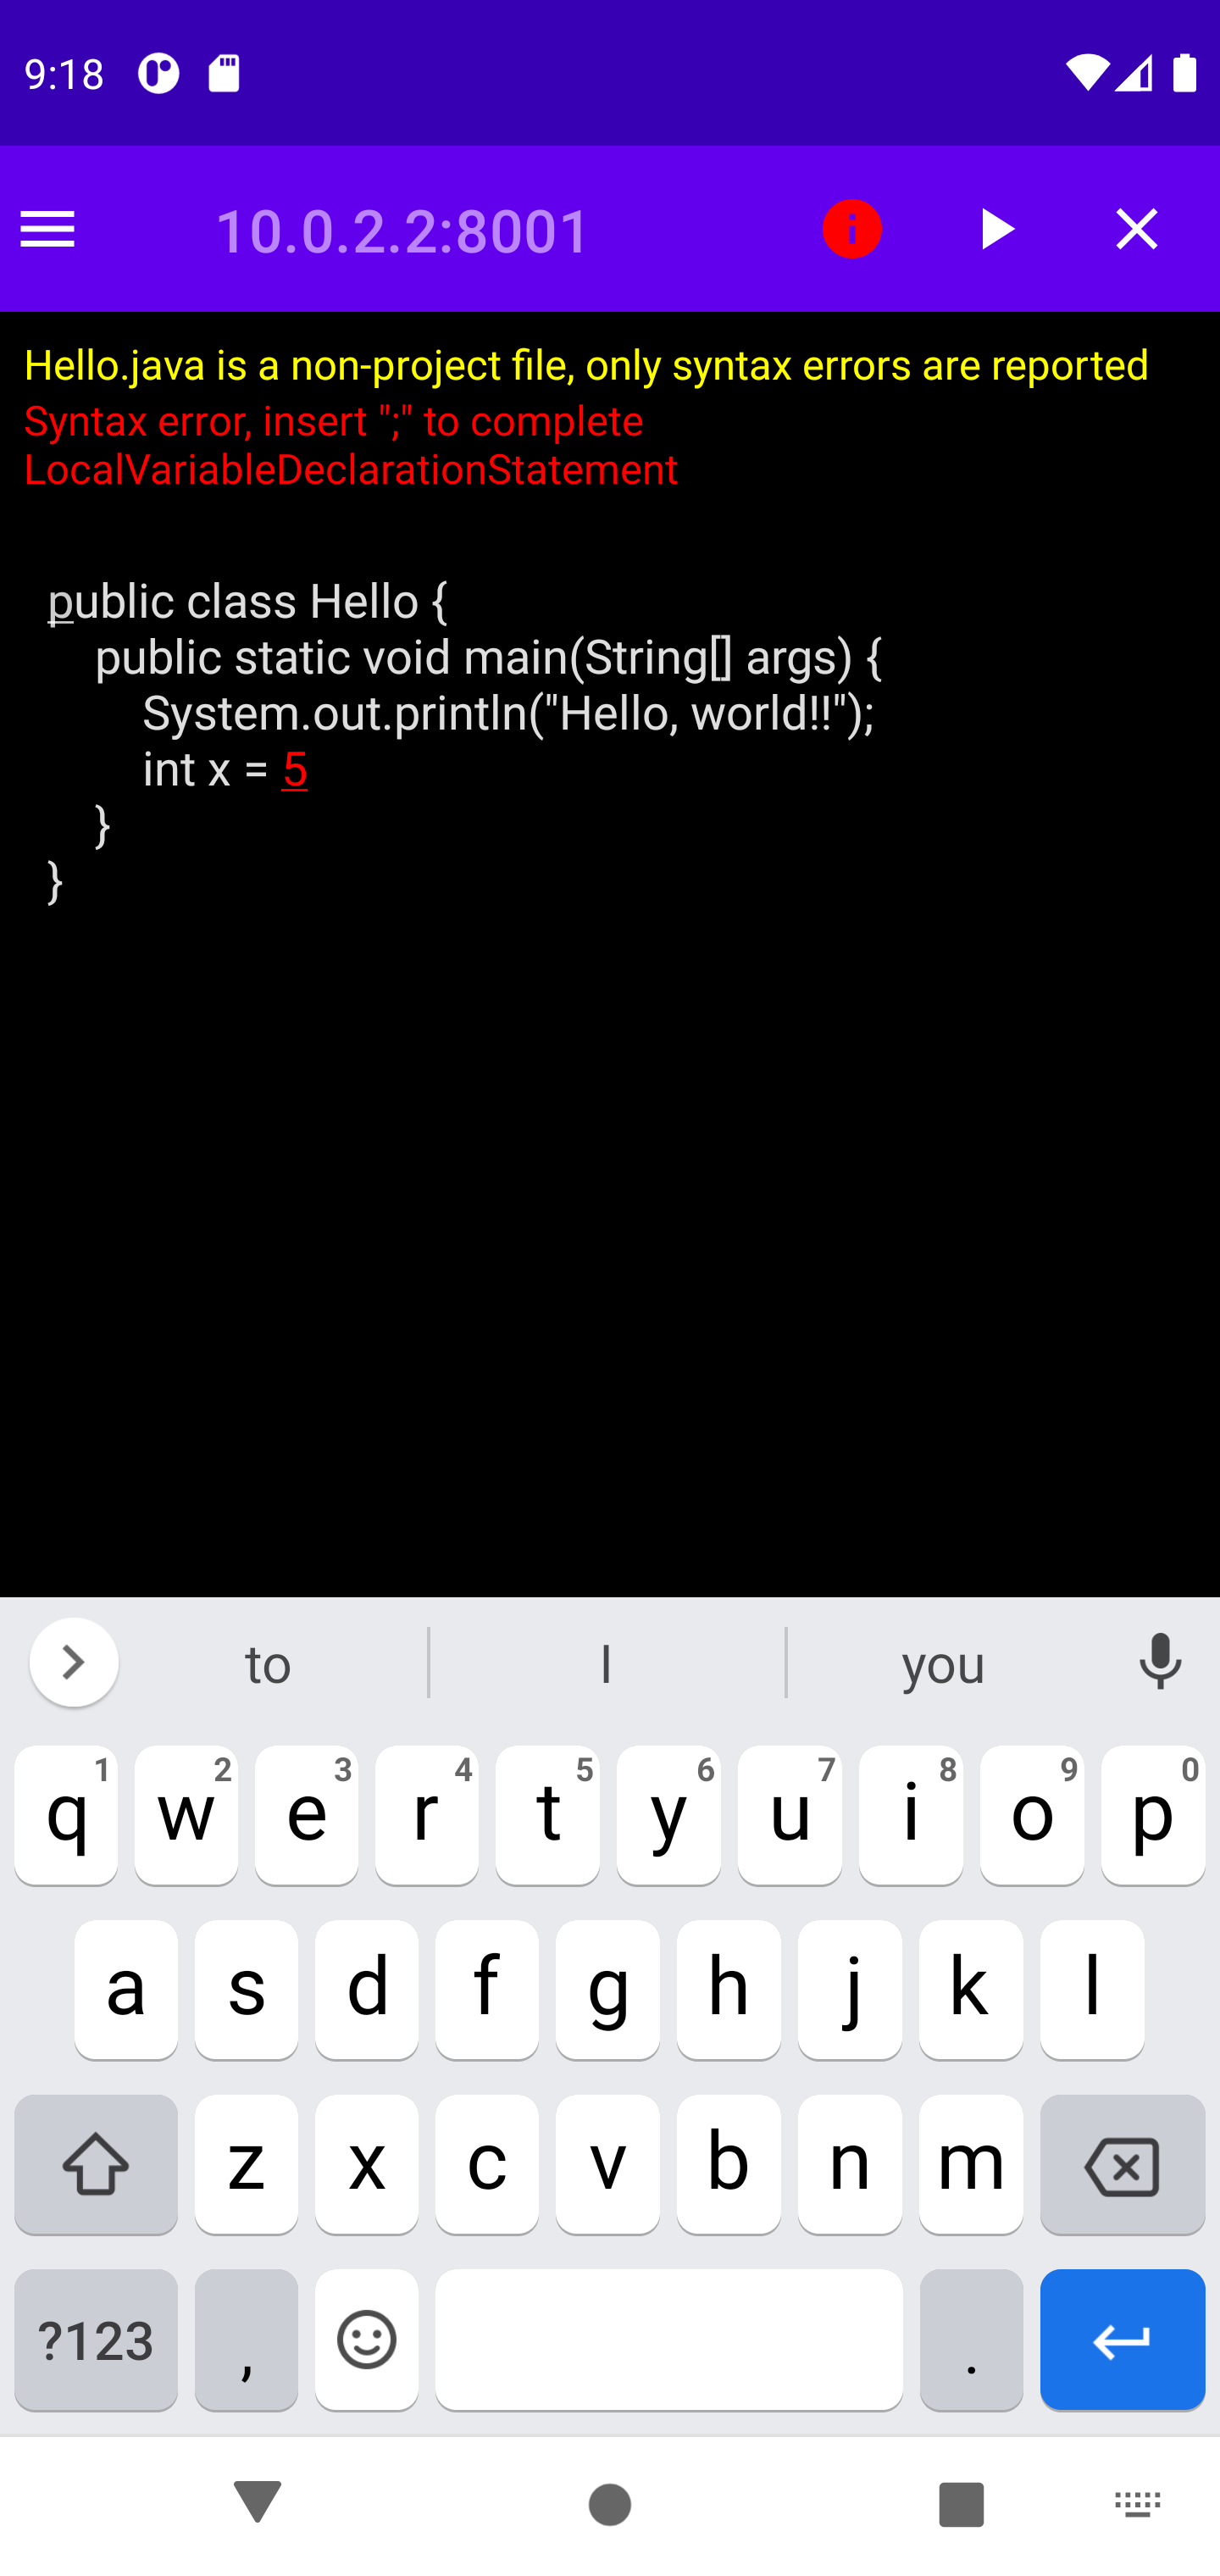 9:18
10.0.2.2:8001
Hello.java is a non-project file, only syntax errors are reported
Syntax error, insert ";" to complete
LocalVariableDeclarationStatement
public class Hello {
    public static void main(String[] args) {
        System.out.println("Hello, world!!");
        int x = 5
    }
}
to I you
1 2 3 4 5 6 7 8 9 0
q w e r t y u i o p
a s d f g h j k l
z x c v b n m
?123 , .